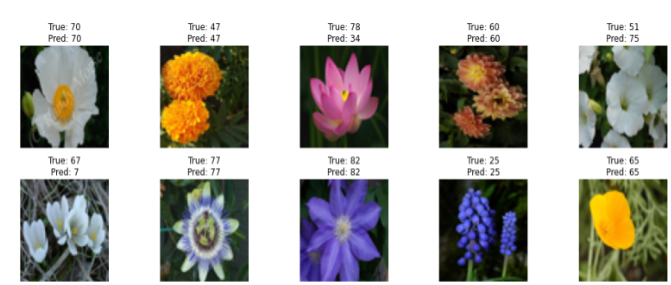 True: 70
Pred: 70
True: 47
Pred: 47
True: 78
Pred: 34
True: 60
Pred: 60
True: 51
Pred: 75
True: 67
Pred: 7
True: 77
Pred: 77
True: 82
Pred: 82
True: 25
Pred: 25
True: 65
Pred: 65